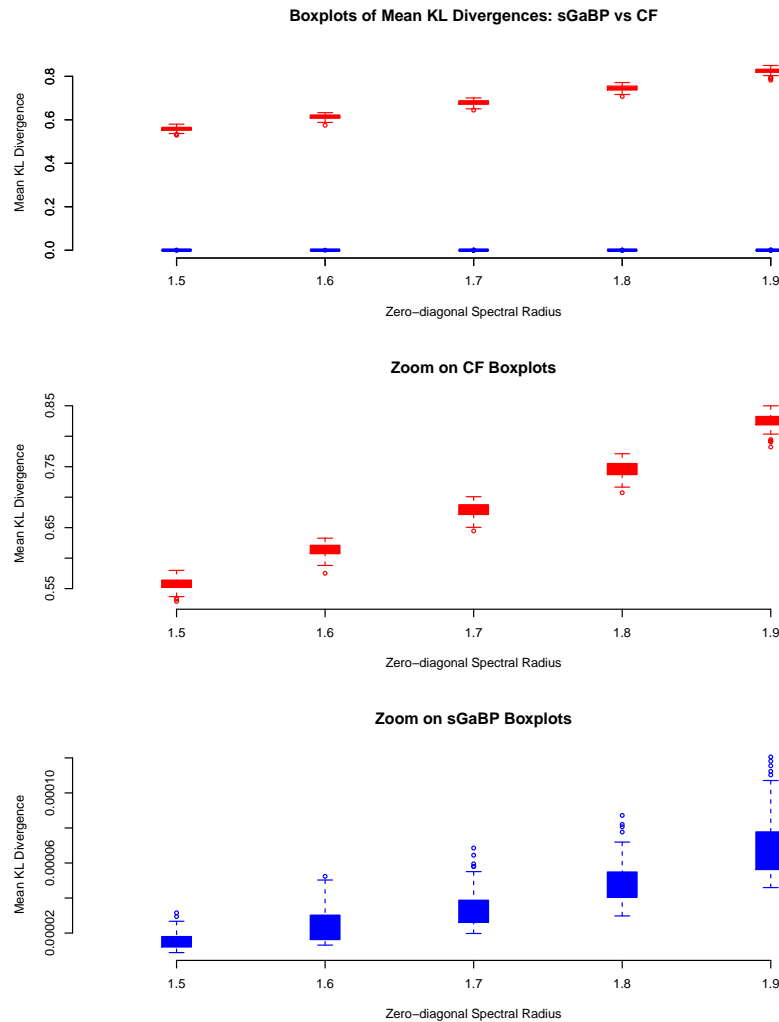 Boxplots of Mean KL Divergences: sGaBP vs CF
Mean KL Divergence
0.8
0.6
0.4
0.2
0.0
1.5 1.6 1.7 1.8 1.9
Zero−diagonal Spectral Radius
Zoom on CF Boxplots
Mean KL Divergence
0.85
0.75
0.65
0.55
1.5 1.6 1.7 1.8 1.9
Zero−diagonal Spectral Radius
Zoom on sGaBP Boxplots
Mean KL Divergence
0.00010
0.00006
0.00002
1.5 1.6 1.7 1.8 1.9
Zero−diagonal Spectral Radius